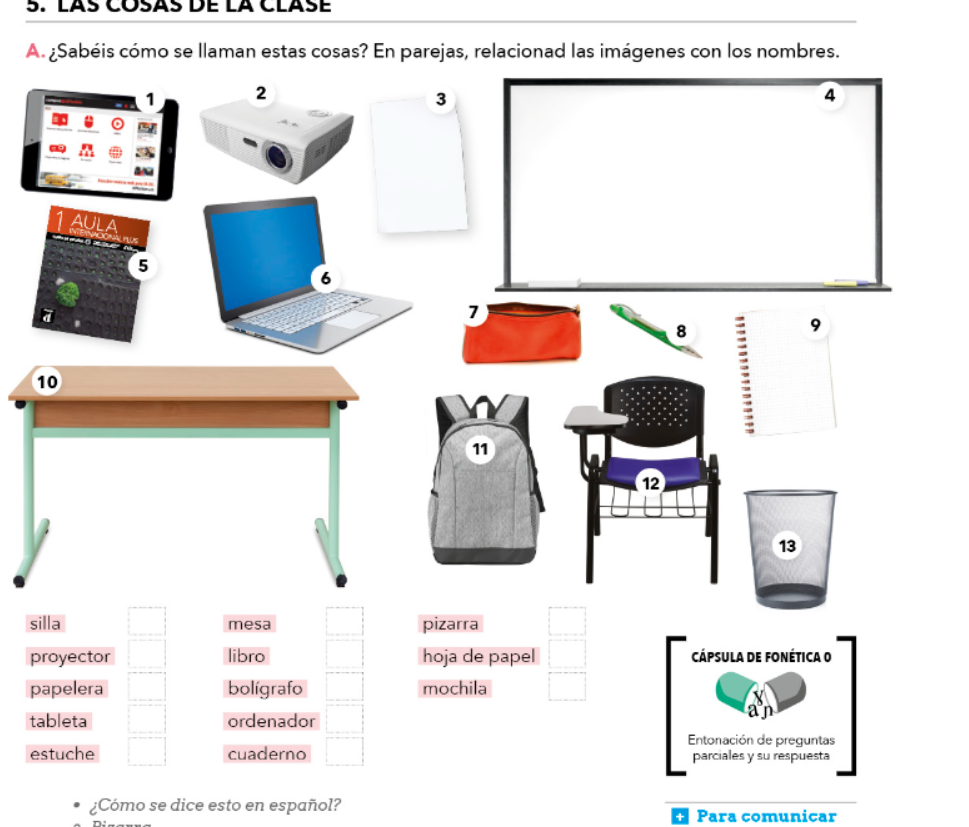 5. LAS COSAS DE LA CLASE
A. ¿Sabéis cómo se llaman estas cosas? En parejas, relacionad las imágenes con los nombres.
1
2
3
4
1 AULA
INTERNACIONAL PLUS
5
6
7
8
9
10
11
12
13
silla
proyector
papelera
tableta
estuche
mesa
libro
bolígrafo
ordenador
cuaderno
pizarra
hoja de papel
mochila
CÁPSULA DE FONÉTICA 0
Entonación de preguntas
parciales y su respuesta
• ¿Cómo se dice esto en español?
○ Pizarra
+ Para comunicar